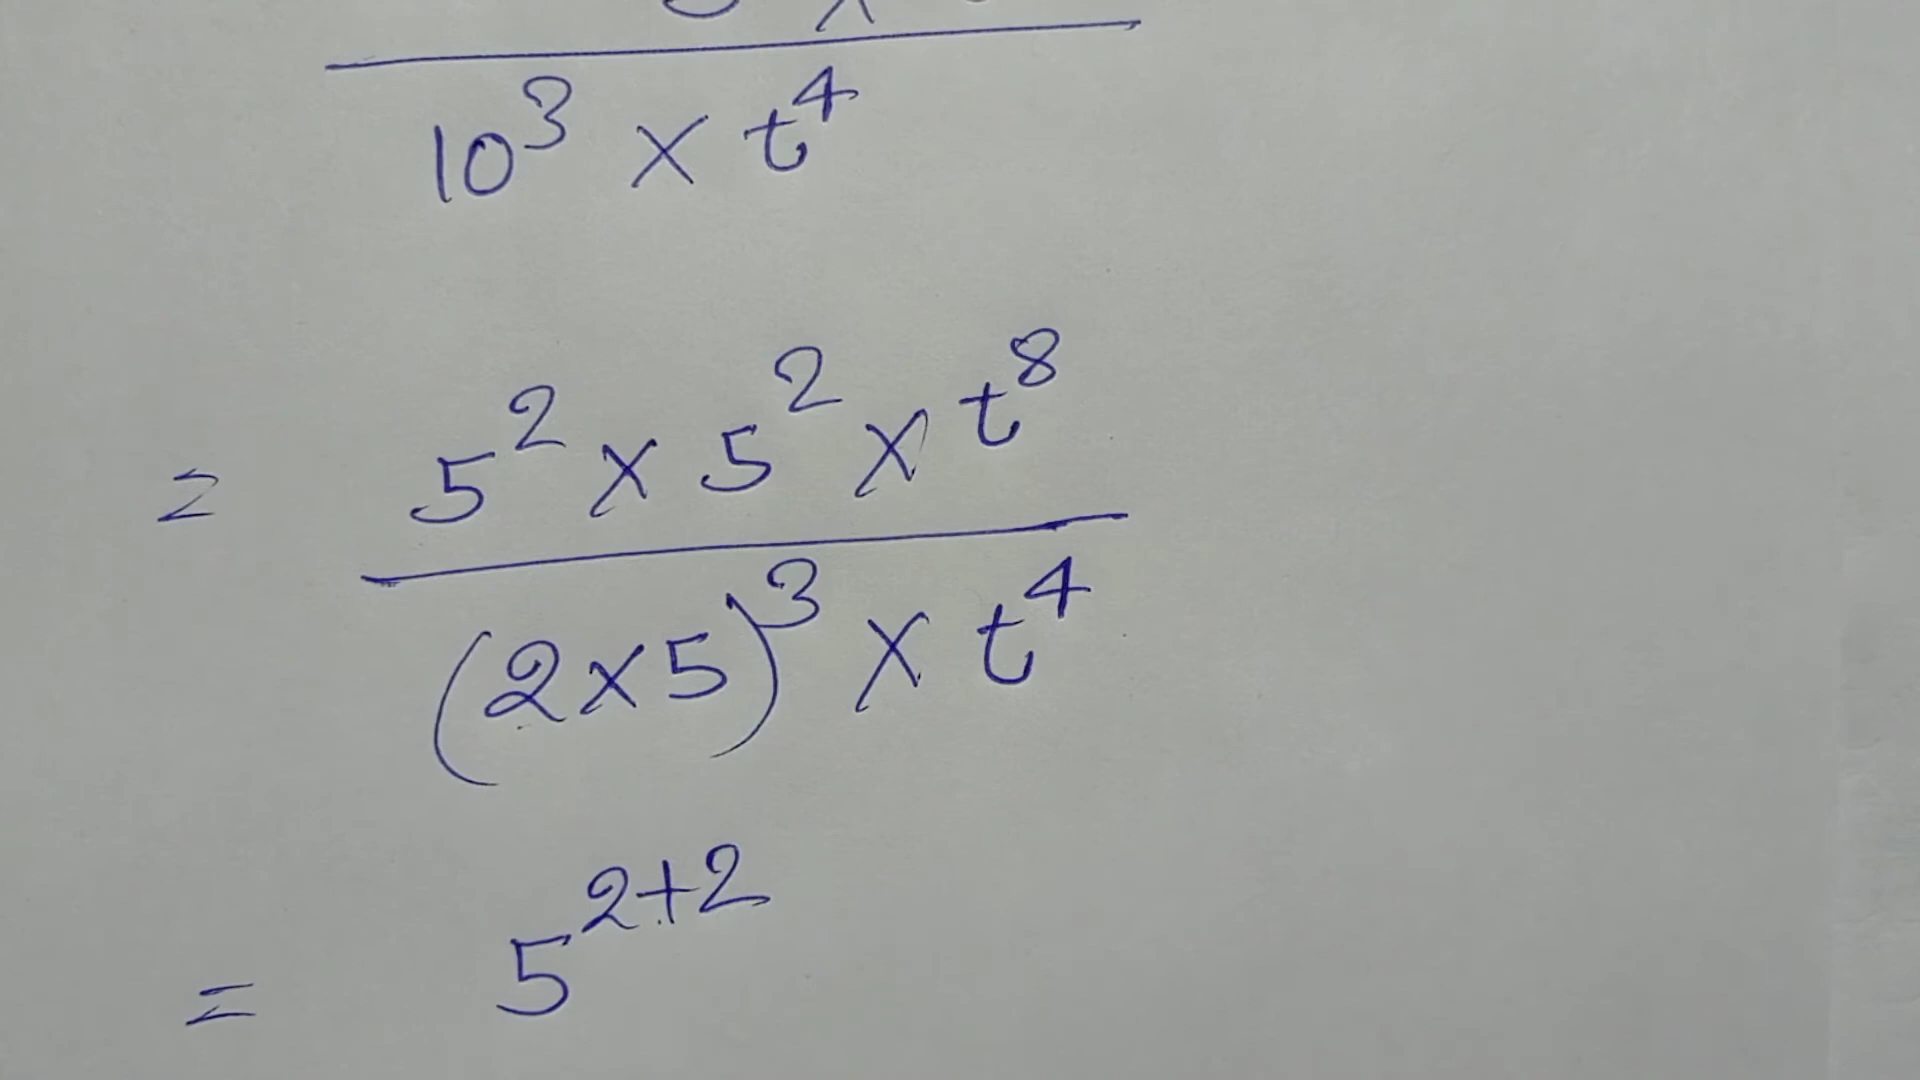 10³ × t⁴
= 5² × 5² × t⁸
(2×5)³ × t⁴
= 5²⁺²